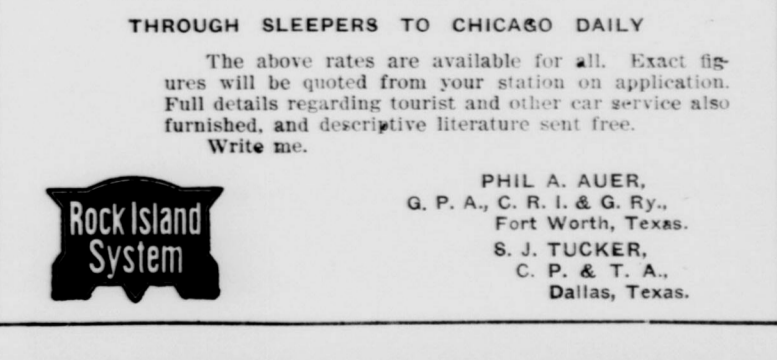 THROUGH SLEEPERS TO CHICAGO DAILY
The above rates are available for all. Exact fig-
ures will be quoted from your station on application.
Full details regarding tourist and other car service also
furnished, and descriptive literature sent free.
Write me.
PHIL A. AUER,
G. P. A., C. R. I. & G. Ry.,
Fort Worth, Texas.
S. J. TUCKER,
C. P. & T. A.,
Dallas, Texas.
Rock Island
System